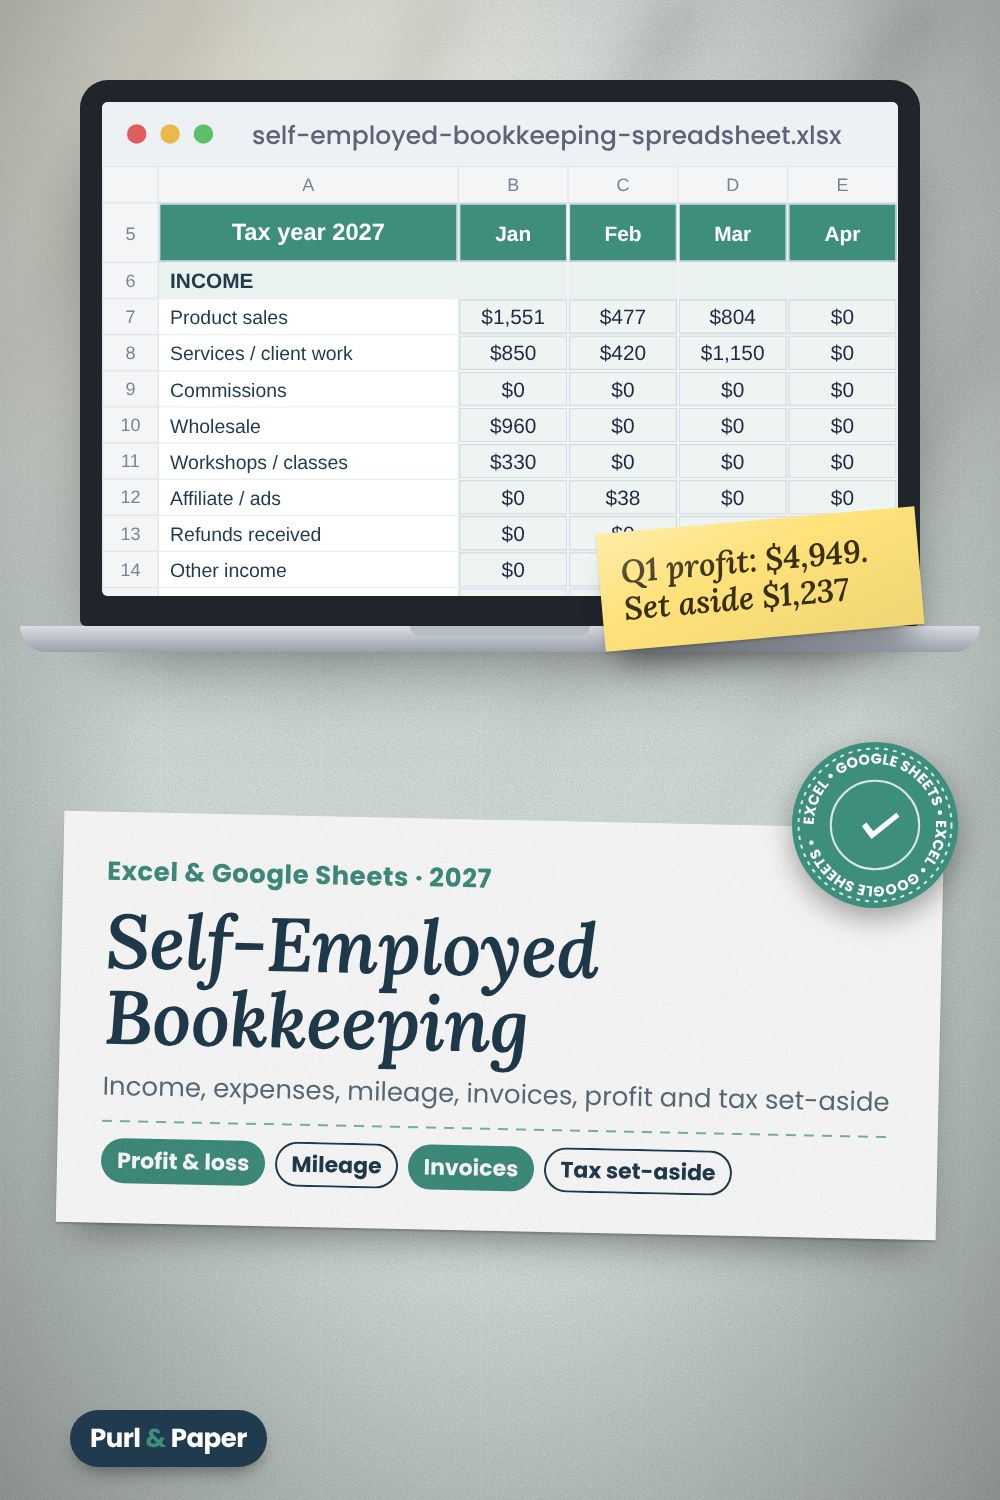 self-employed-bookkeeping-spreadsheet.xlsx
A B C D E
5 Tax year 2027 Jan Feb Mar Apr
6 INCOME
7 Product sales $1,551 $477 $804 $0
8 Services / client work $850 $420 $1,150 $0
9 Commissions $0 $0 $0 $0
10 Wholesale $960 $0 $0 $0
11 Workshops / classes $330 $0 $0 $0
12 Affiliate / ads $0 $38 $0 $0
13 Refunds received $0
14 Other income $0
Q1 profit: $4,949.
Set aside $1,237
EXCEL • GOOGLE SHEETS • EXCEL • GOOGLE SHEETS •
Excel & Google Sheets · 2027
Self-Employed
Bookkeeping
Income, expenses, mileage, invoices, profit and tax set-aside
Profit & loss Mileage Invoices Tax set-aside
Purl & Paper